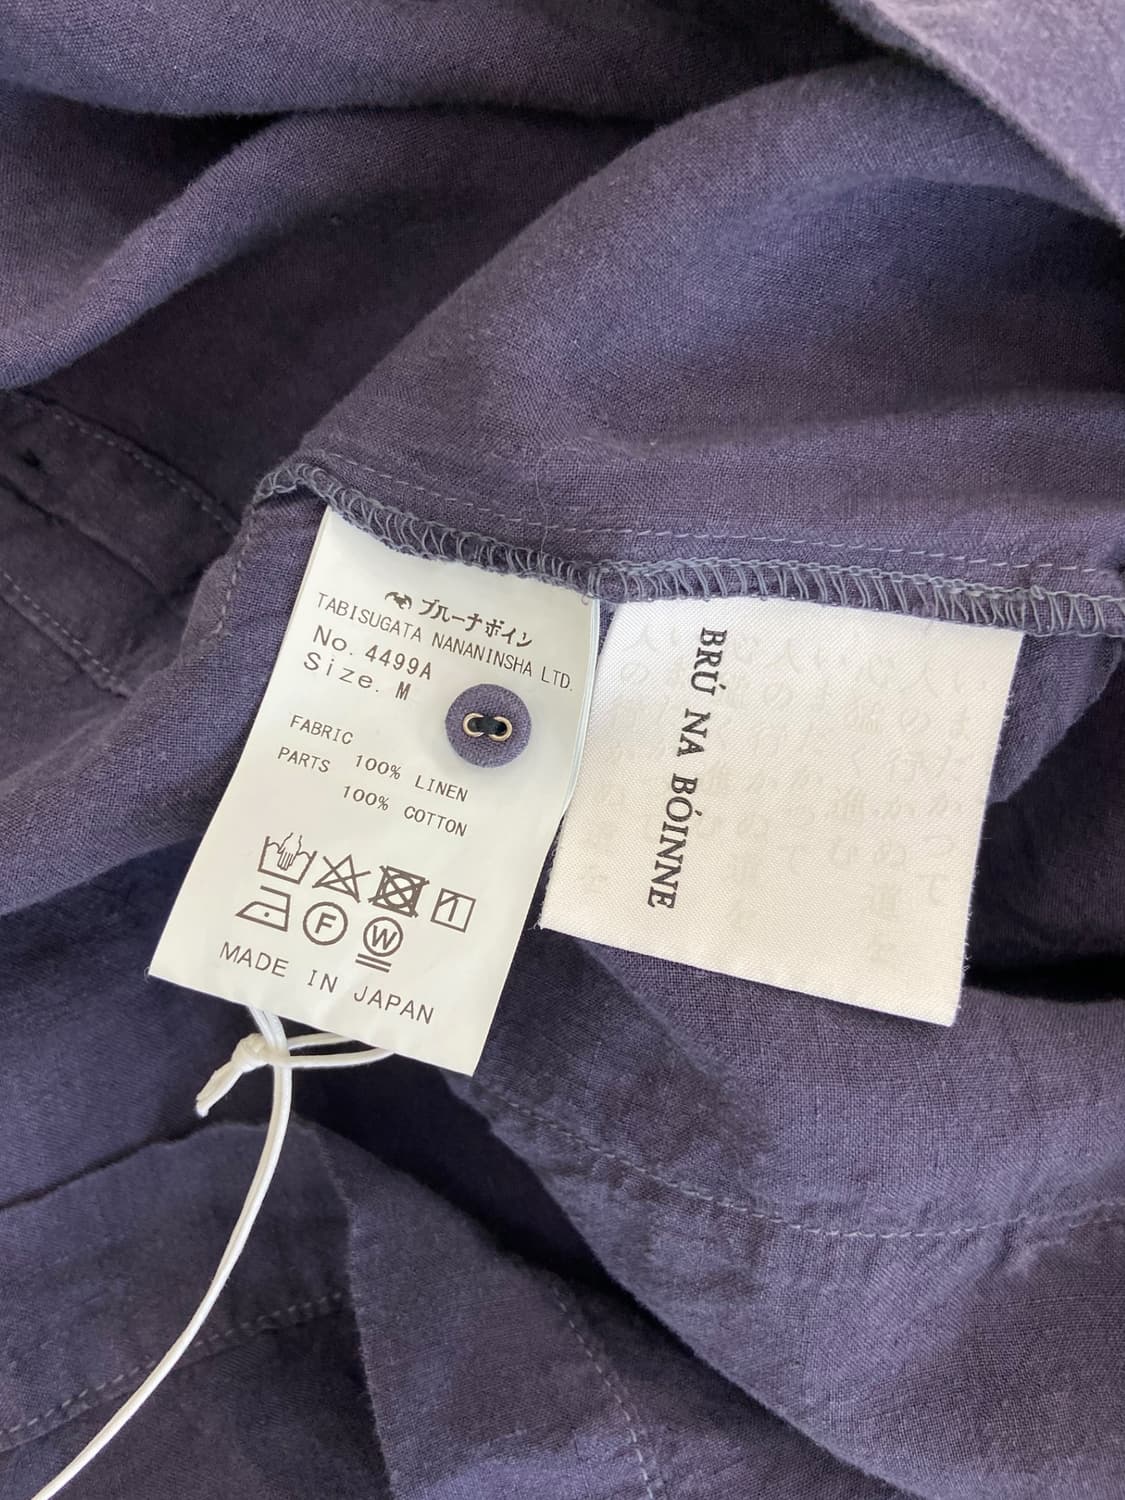 ブルーナボイン
TABISUGATA NANANINSHA LTD.
No. 4499A
Size. M
FABRIC 100% LINEN
PARTS 100% COTTON
1
F
W
MADE IN JAPAN
BRÚ NA BÓINNE